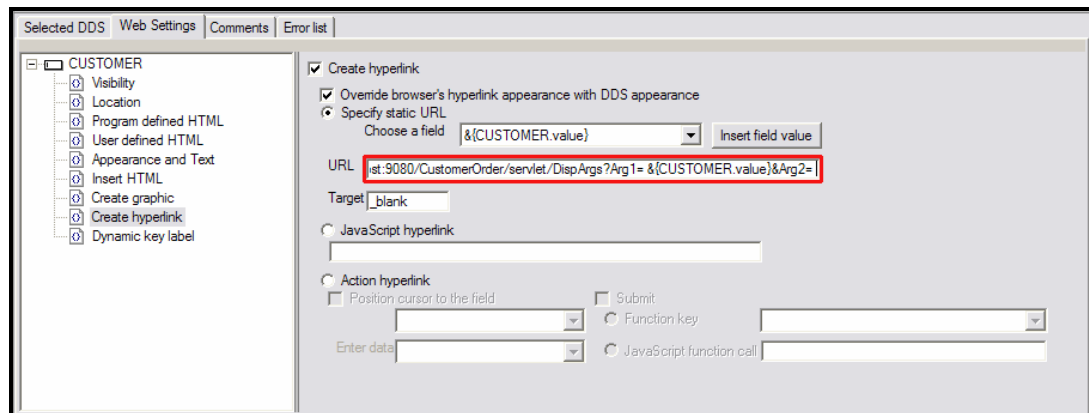 Selected DDS Web Settings Comments Error list
CUSTOMER
Visibility
Location
Program defined HTML
User defined HTML
Appearance and Text
Insert HTML
Create graphic
Create hyperlink
Dynamic key label
Create hyperlink
Override browser's hyperlink appearance with DDS appearance
Specify static URL
Choose a field &{CUSTOMER.value} Insert field value
URL ost:9080/CustomerOrder/servlet/DispArgs?Arg1= &{CUSTOMER.value}&Arg2=
Target _blank
JavaScript hyperlink
Action hyperlink
Position cursor to the field Submit
Function key
Enter data JavaScript function call